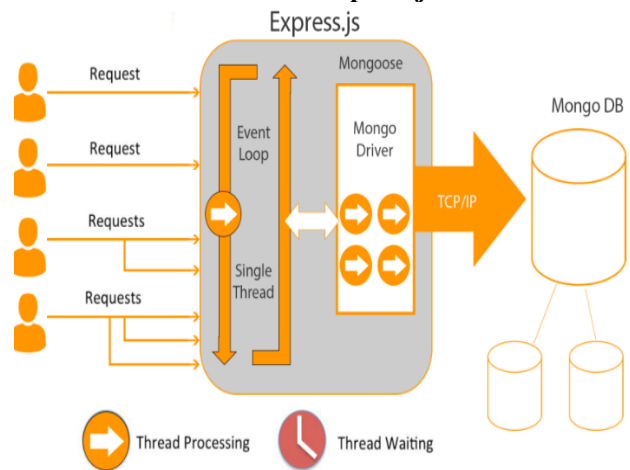 Express.js
Request
Mongoose
Mongo DB
Event
Loop
Mongo
Driver
Request
TCP/IP
Requests
Single
Thread
Requests
Thread Processing
Thread Waiting